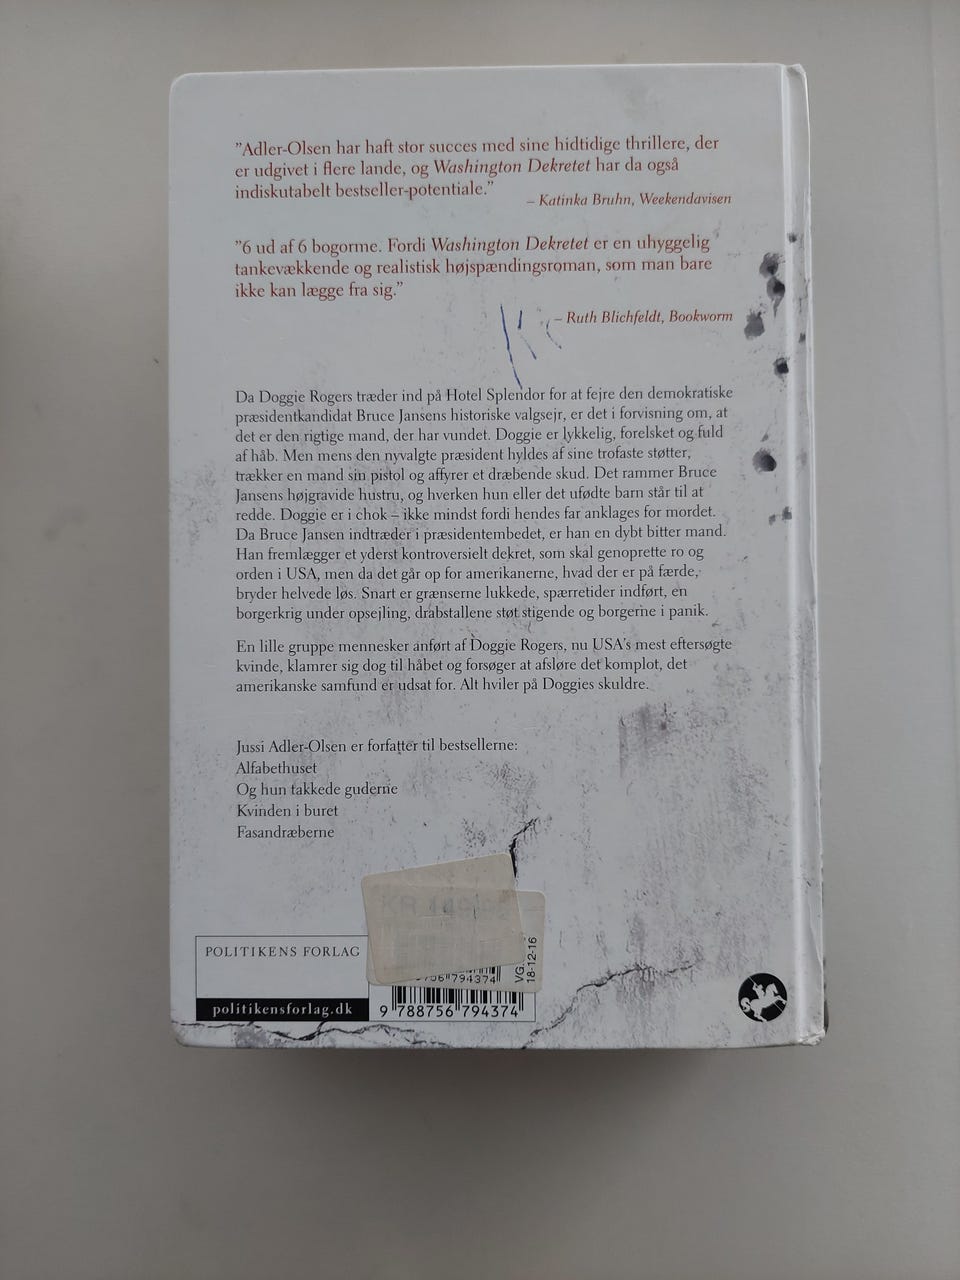 "Adler-Olsen har haft stor succes med sine hidtidige thrillere, der
er udgivet i flere lande, og Washington Dekretet har da også
indiskutabelt bestseller-potentiale."
– Katinka Bruhn, Weekendavisen
"6 ud af 6 bogorme. Fordi Washington Dekretet er en uhyggelig
tankevækkende og realistisk højspændingsroman, som man bare
ikke kan lægge fra sig."
– Ruth Blichfeldt, Bookworm
Da Doggie Rogers træder ind på Hotel Splendor for at fejre den demokratiske
præsidentkandidat Bruce Jansens historiske valgsejr, er det i forvisning om, at
det er den rigtige mand, der har vundet. Doggie er lykkelig, forelsket og fuld
af håb. Men mens den nyvalgte præsident hyldes af sine trofaste støtter,
trækker en mand sin pistol og affyrer et dræbende skud. Det rammer Bruce
Jansens højgravide hustru, og hverken hun eller det ufødte barn står til at
redde. Doggie er i chok – ikke mindst fordi hendes far anklages for mordet.
Da Bruce Jansen indtræder i præsidentembedet, er han en dybt bitter mand.
Han fremlægger et yderst kontroversielt dekret, som skal genoprette ro og
orden i USA, men da det går op for amerikanerne, hvad der er på færde,
bryder helvede løs. Snart er grænserne lukkede, spærretider indført, en
borgerkrig under opsejling, drabstallene støt stigende og borgerne i panik.
En lille gruppe mennesker anført af Doggie Rogers, nu USA's mest eftersøgte
kvinde, klamrer sig dog til håbet og forsøger at afsløre det komplot, det
amerikanske samfund er udsat for. Alt hviler på Doggies skuldre.
Jussi Adler-Olsen er forfatter til bestsellerne:
Alfabethuset
Og hun takkede guderne
Kvinden i buret
Fasandræberne
KR
POLITIKENS FORLAG
politikensforlag.dk
794374
VG.
18-12-16
9 788756 794374